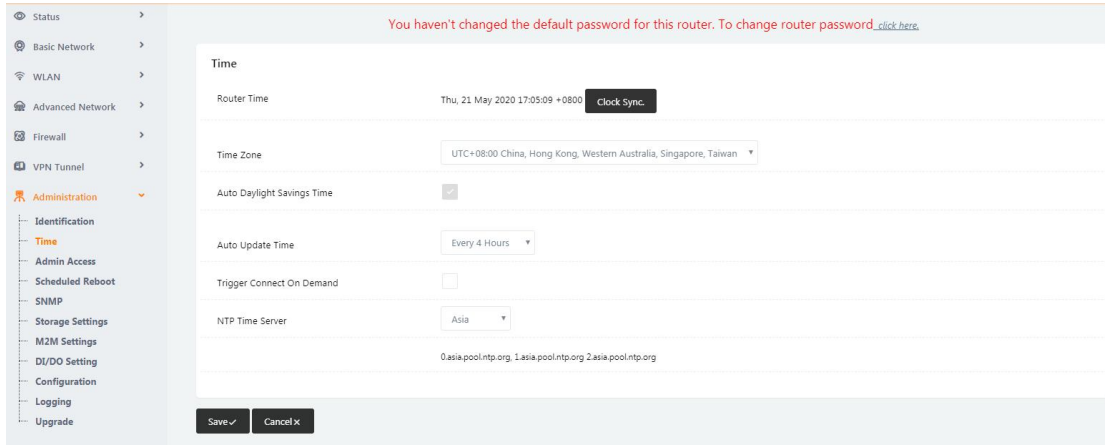 Status
Basic Network
WLAN
Advanced Network
Firewall
VPN Tunnel
Administration
Identification
Time
Admin Access
Scheduled Reboot
SNMP
Storage Settings
M2M Settings
DI/DO Setting
Configuration
Logging
Upgrade
You haven't changed the default password for this router. To change router password click here.
Time
Router Time Thu, 21 May 2020 17:05:09 +0800 Clock Sync.
Time Zone UTC+08:00 China, Hong Kong, Western Australia, Singapore, Taiwan
Auto Daylight Savings Time
Auto Update Time Every 4 Hours
Trigger Connect On Demand
NTP Time Server Asia
0.asia.pool.ntp.org, 1.asia.pool.ntp.org 2.asia.pool.ntp.org
Save Cancel